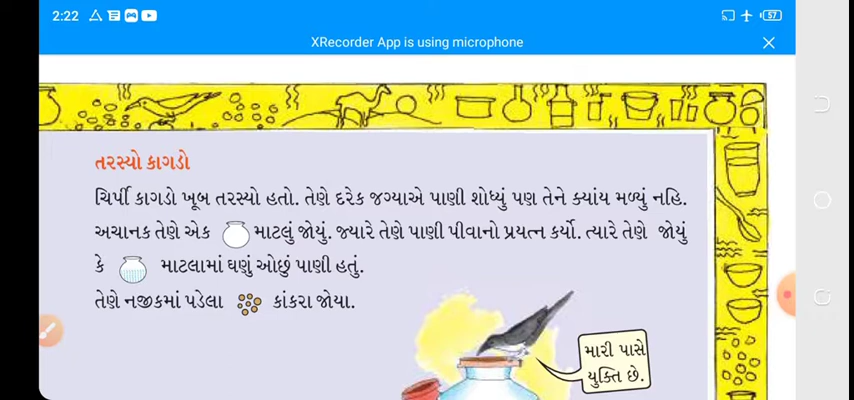 2:22
57
XRecorder App is using microphone
તરસ્યો કાગડો
ચિર્પી કાગડો ખૂબ તરસ્યો હતો. તેણે દરેક જગ્યાએ પાણી શોધ્યું પણ તેને ક્યાંય મળ્યું નહિ.
અચાનક તેણે એક માટલું જોયું. જ્યારે તેણે પાણી પીવાનો પ્રયત્ન કર્યો. ત્યારે તેણે જોયું
કે માટલામાં ઘણું ઓછું પાણી હતું.
તેણે નજીકમાં પડેલા કાંકરા જોયા.
મારી પાસે
યુક્તિ છે.